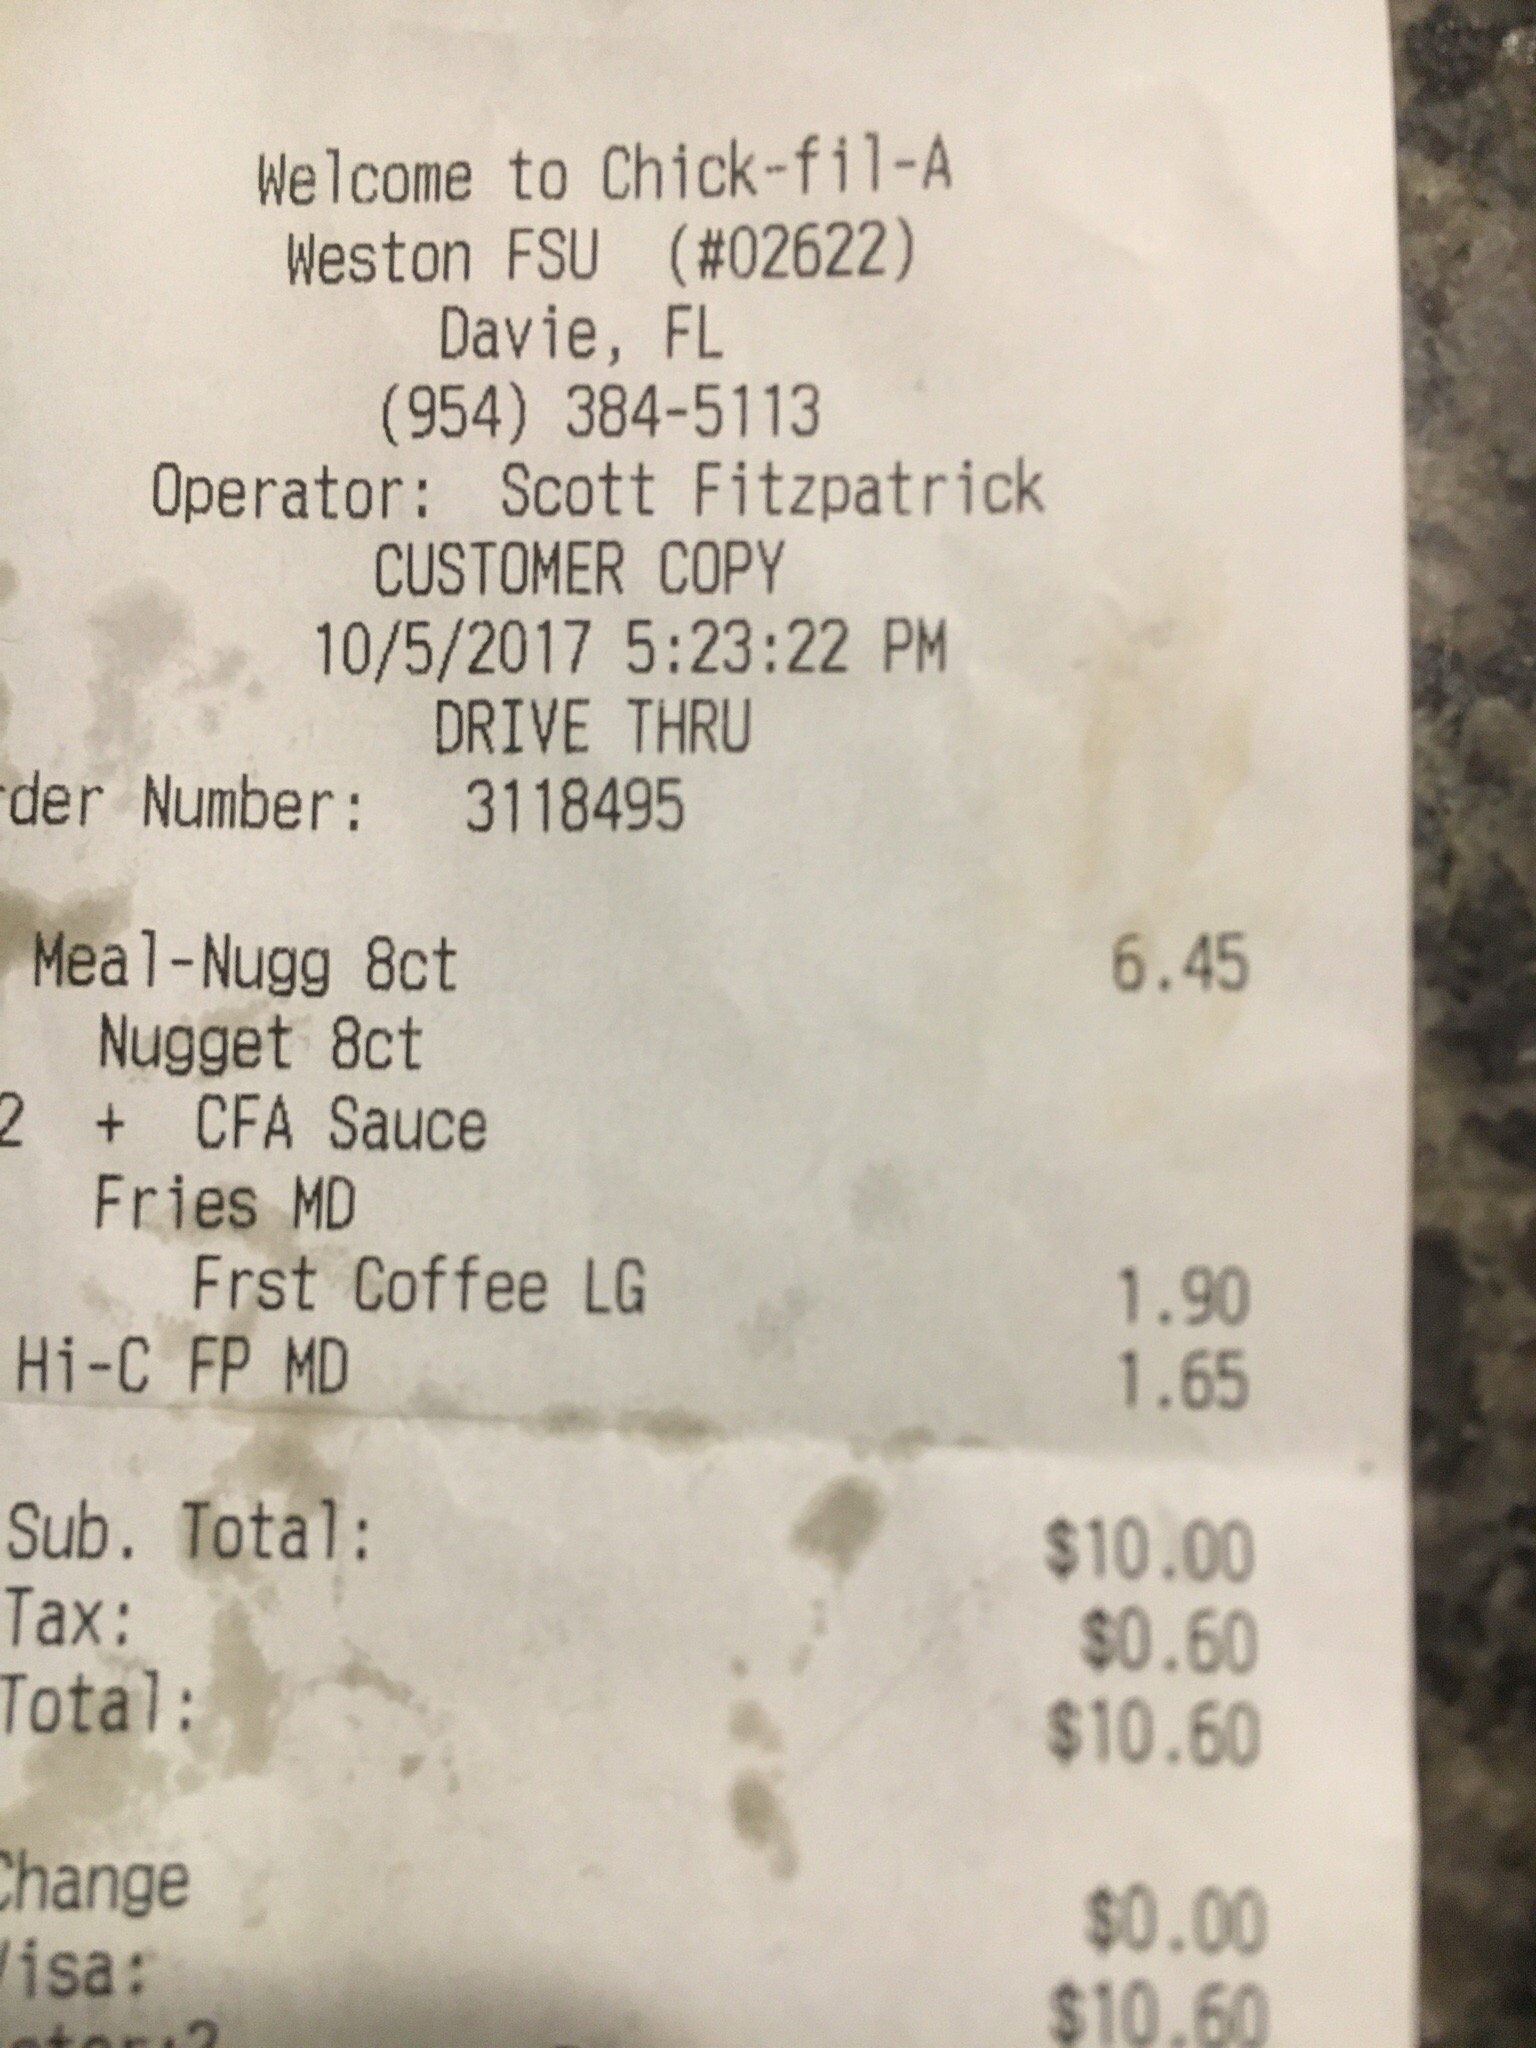 Welcome to Chick-fil-A
Weston FSU (#02622)
Davie, FL
(954) 384-5113
Operator: Scott Fitzpatrick
CUSTOMER COPY
10/5/2017 5:23:22 PM
DRIVE THRU
rder Number: 3118495
Meal-Nugg 8ct 6.45
Nugget 8ct
2 + CFA Sauce
Fries MD
Frst Coffee LG 1.90
Hi-C FP MD 1.65
Sub. Total: $10.00
Tax: $0.60
Total: $10.60
Change $0.00
Visa: $10.60